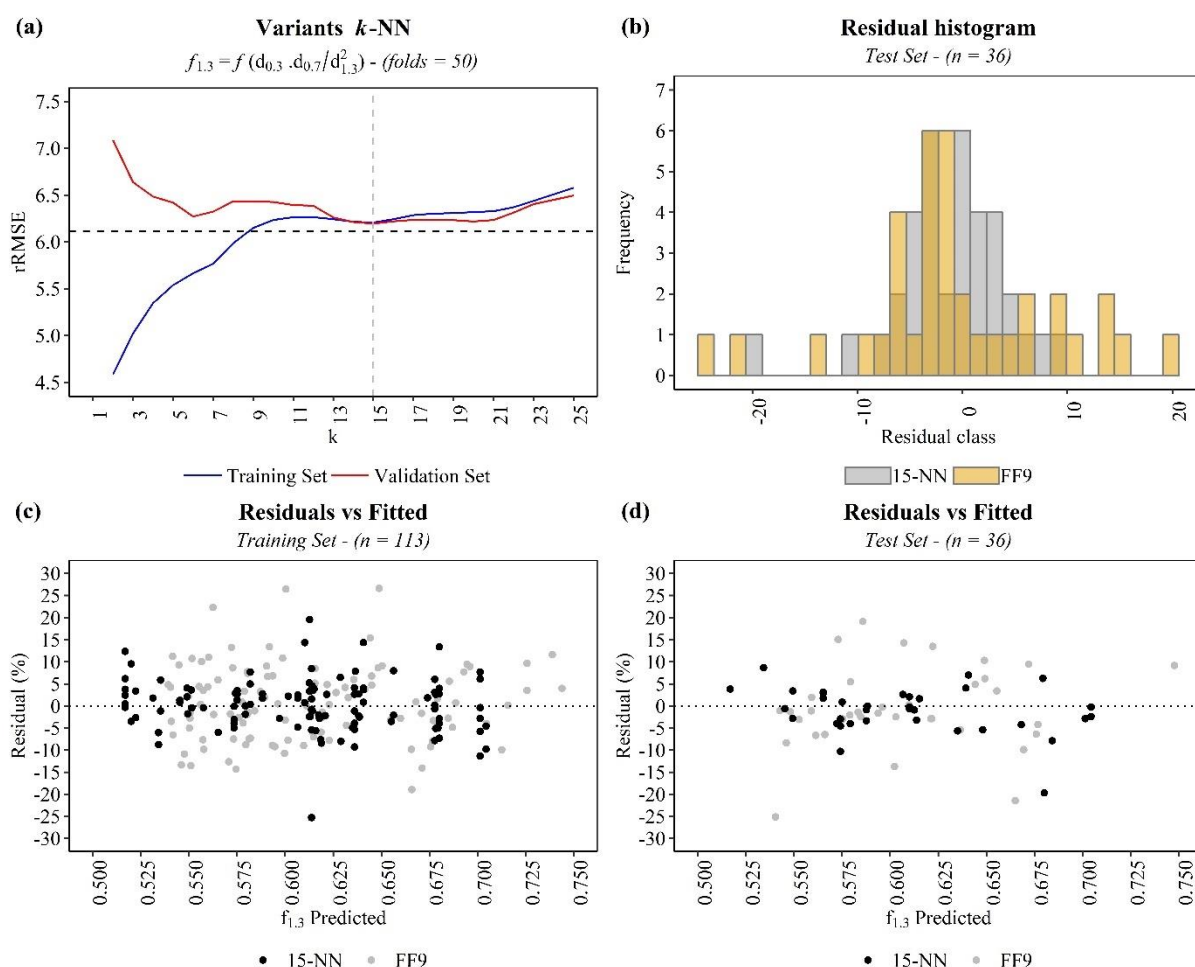 (a)
Variants k-NN
f1.3 = f (d0.3 .d0.7/d²1.3) - (folds = 50)
7.5
7.0
6.5
6.0
5.5
5.0
4.5
rRMSE
1
3
5
7
9
11
13
15
17
19
21
23
25
k
Training Set
Validation Set
(b)
Residual histogram
Test Set - (n = 36)
7
6
5
4
3
2
1
0
Frequency
-20
-10
0
10
20
Residual class
15-NN
FF9
(c)
Residuals vs Fitted
Training Set - (n = 113)
30
25
20
15
10
5
0
-5
-10
-15
-20
-25
-30
Residual (%)
0.500
0.525
0.550
0.575
0.600
0.625
0.650
0.675
0.700
0.725
0.750
f1.3 Predicted
15-NN
FF9
(d)
Residuals vs Fitted
Test Set - (n = 36)
30
25
20
15
10
5
0
-5
-10
-15
-20
-25
-30
Residual (%)
0.500
0.525
0.550
0.575
0.600
0.625
0.650
0.675
0.700
0.725
0.750
f1.3 Predicted
15-NN
FF9